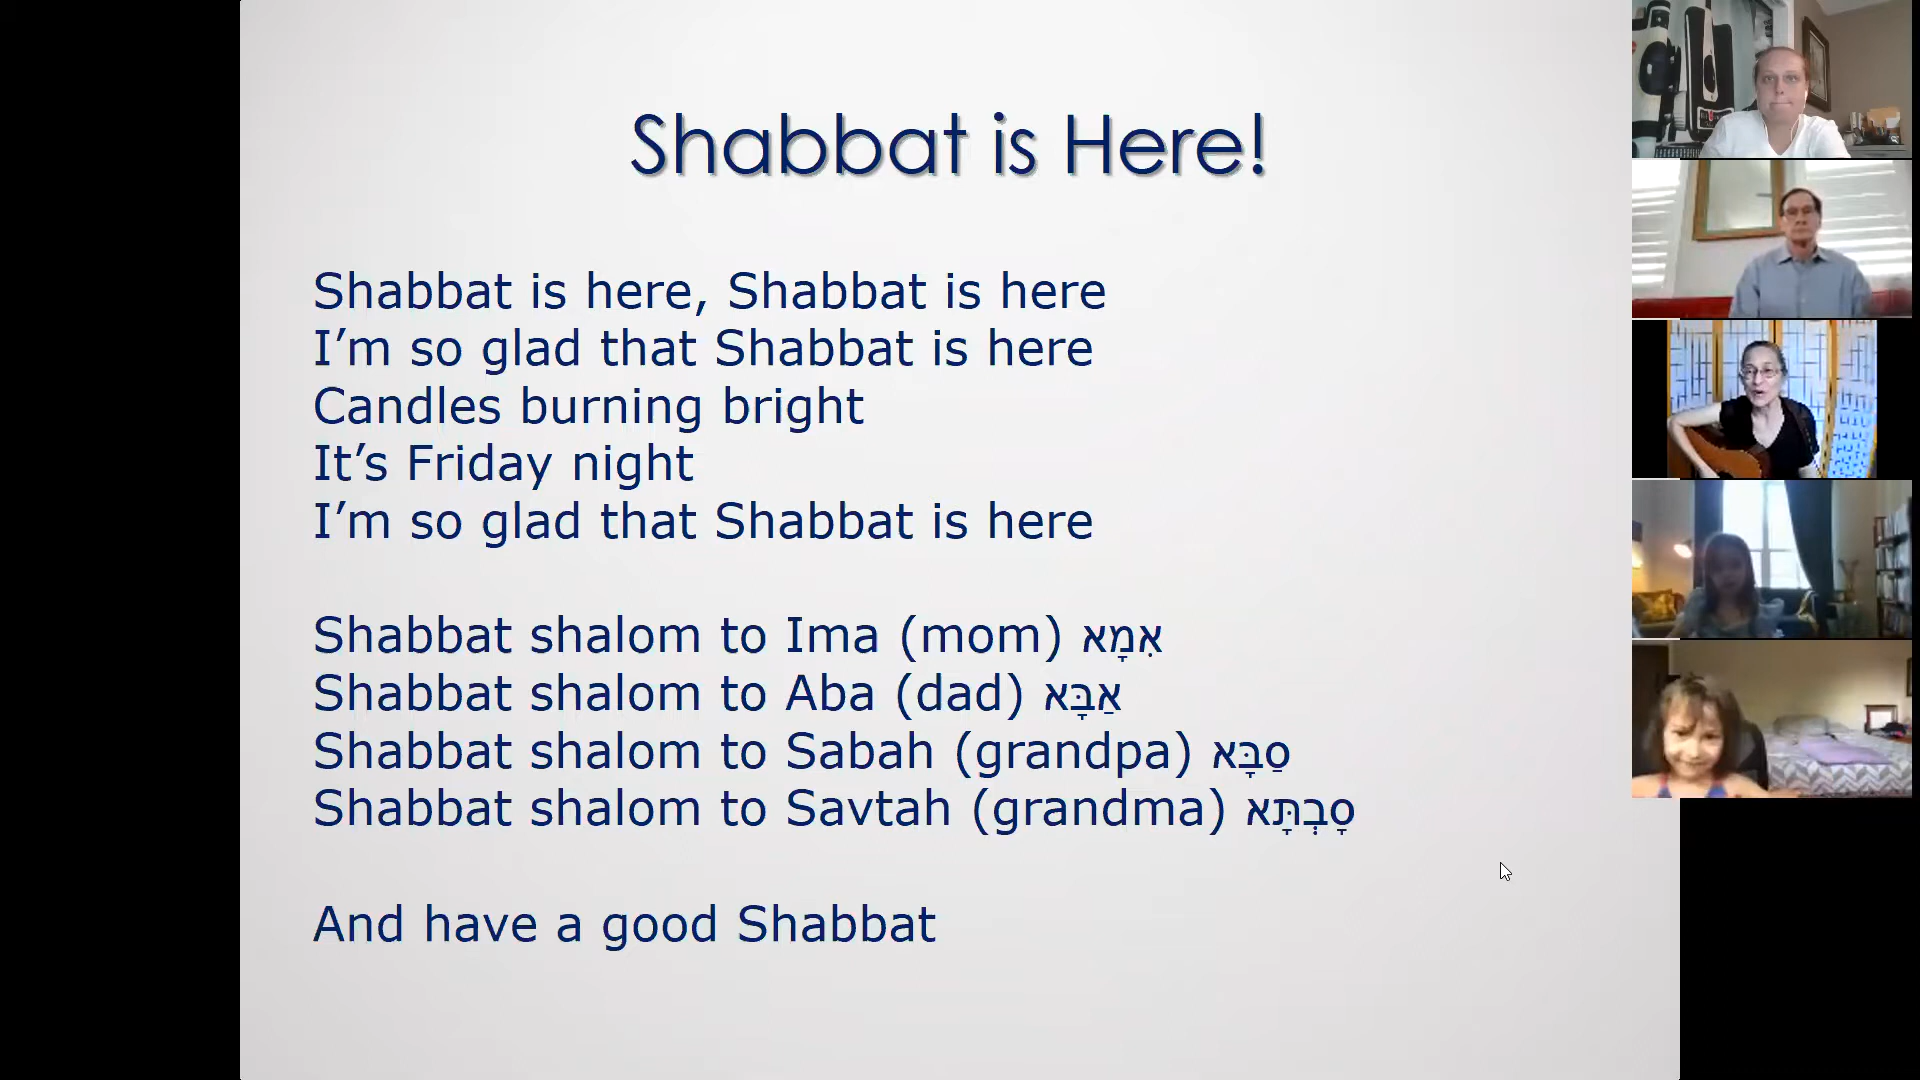 Shabbat is Here!
Shabbat is here, Shabbat is here
I’m so glad that Shabbat is here
Candles burning bright
It’s Friday night
I’m so glad that Shabbat is here
Shabbat shalom to Ima (mom) אִמָא
Shabbat shalom to Aba (dad) אַבָּא
Shabbat shalom to Sabah (grandpa) סַבָּא
Shabbat shalom to Savtah (grandma) סָבְתָּא
And have a good Shabbat